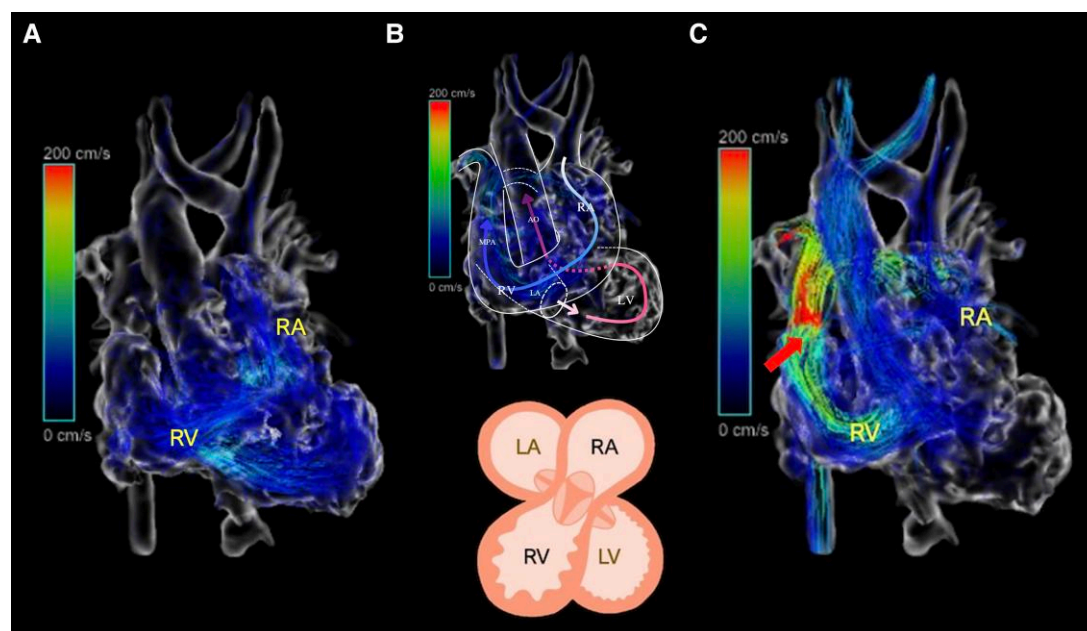 A
200 cm/s
0 cm/s
RA
RV
B
200 cm/s
0 cm/s
RA
AO
MPA
RV
LA
LV
LA
RA
RV
LV
C
200 cm/s
0 cm/s
RA
RV